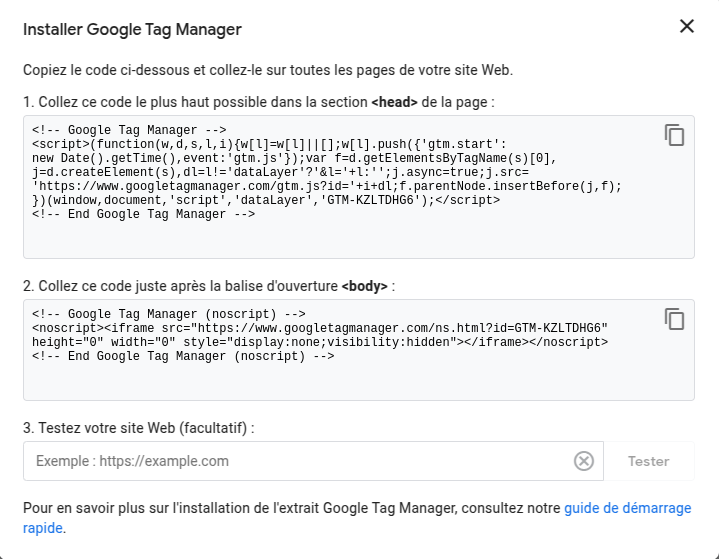 Installer Google Tag Manager
Copiez le code ci-dessous et collez-le sur toutes les pages de votre site Web.
1. Collez ce code le plus haut possible dans la section <head> de la page :
<!-- Google Tag Manager -->
<script>(function(w,d,s,l,i){w[l]=w[l]||[];w[l].push({'gtm.start':
new Date().getTime(),event:'gtm.js'});var f=d.getElementsByTagName(s)[0],
j=d.createElement(s),dl=l!='dataLayer'?'&l='+l:'';j.async=true;j.src=
'https://www.googletagmanager.com/gtm.js?id='+i+dl;f.parentNode.insertBefore(j,f);
})(window,document,'script','dataLayer','GTM-KZLTDHG6');</script>
<!-- End Google Tag Manager -->
2. Collez ce code juste après la balise d'ouverture <body> :
<!-- Google Tag Manager (noscript) -->
<noscript><iframe src="https://www.googletagmanager.com/ns.html?id=GTM-KZLTDHG6"
height="0" width="0" style="display:none;visibility:hidden"></iframe></noscript>
<!-- End Google Tag Manager (noscript) -->
3. Testez votre site Web (facultatif) :
Exemple : https://example.com
Tester
Pour en savoir plus sur l'installation de l'extrait Google Tag Manager, consultez notre guide de démarrage
rapide.